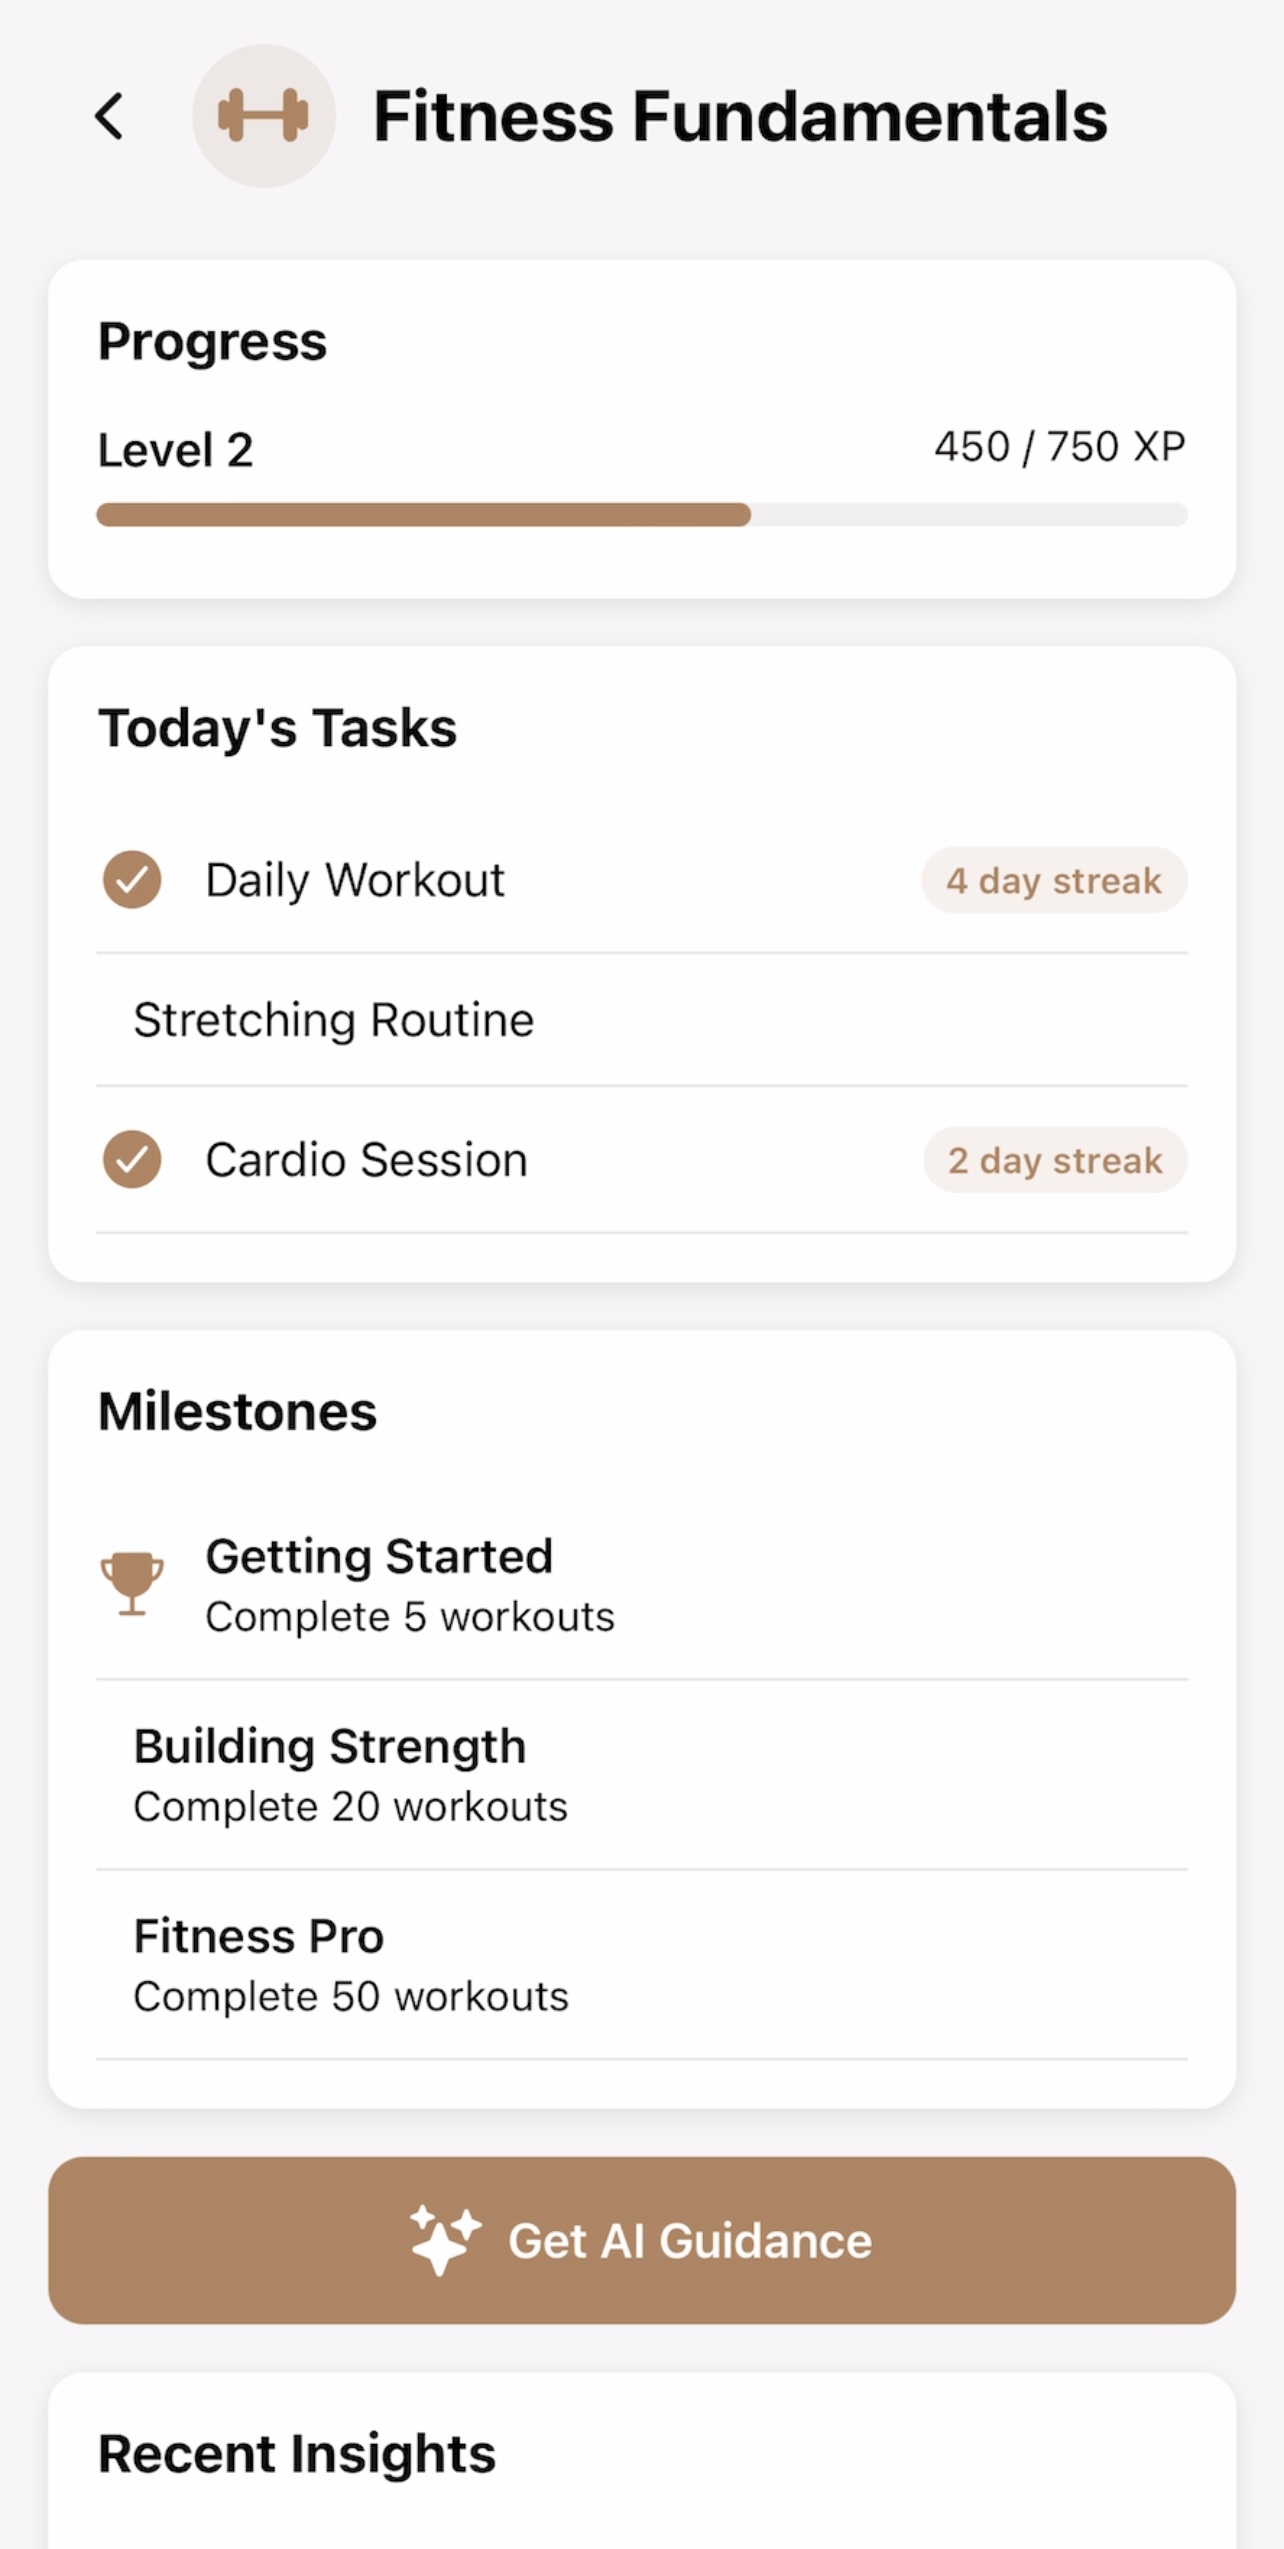 Fitness Fundamentals
Progress
Level 2
450 / 750 XP
Today's Tasks
Daily Workout
4 day streak
Stretching Routine
Cardio Session
2 day streak
Milestones
Getting Started
Complete 5 workouts
Building Strength
Complete 20 workouts
Fitness Pro
Complete 50 workouts
Get AI Guidance
Recent Insights